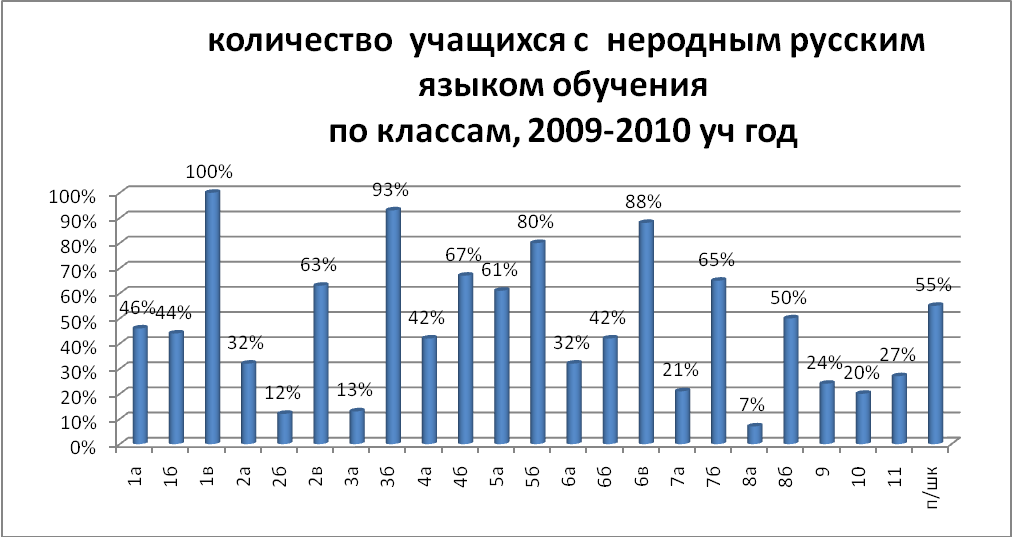 количество учащихся с неродным русским
языком обучения
по классам, 2009-2010 уч год
100%
90%
80%
70%
60%
50%
40%
30%
20%
10%
0%
46%
44%
100%
32%
12%
63%
13%
93%
42%
67%
61%
80%
32%
42%
88%
21%
65%
7%
50%
24%
20%
27%
55%
1а
1б
1в
2а
2б
2в
3а
3б
4а
4б
5а
5б
6а
6б
6в
7а
7б
8а
8б
9
10
11
п/шк